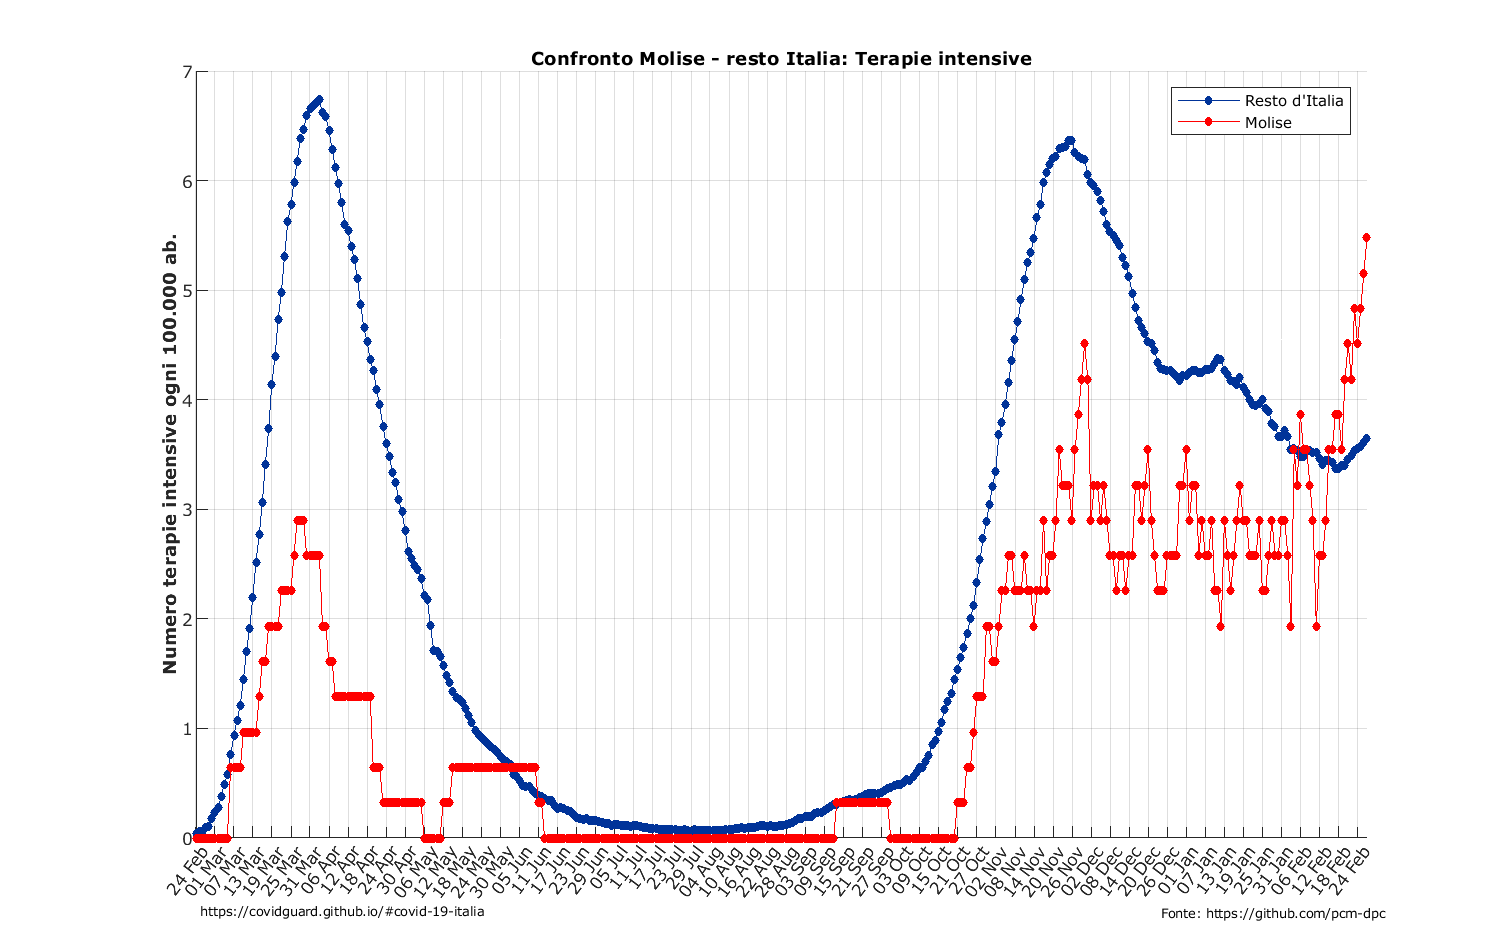 Confronto Molise - resto Italia: Terapie intensive
Numero terapie intensive ogni 100.000 ab.
7
6
5
4
3
2
1
0
Resto d'Italia
Molise
24 Feb
01 Mar
07 Mar
13 Mar
19 Mar
25 Mar
31 Mar
06 Apr
12 Apr
18 Apr
24 Apr
30 Apr
06 May
12 May
18 May
24 May
30 May
05 Jun
11 Jun
17 Jun
23 Jun
29 Jun
05 Jul
11 Jul
17 Jul
23 Jul
29 Jul
04 Aug
10 Aug
16 Aug
22 Aug
28 Aug
03 Sep
09 Sep
15 Sep
21 Sep
27 Sep
03 Oct
09 Oct
15 Oct
21 Oct
27 Oct
02 Nov
08 Nov
14 Nov
20 Nov
26 Nov
02 Dec
08 Dec
14 Dec
20 Dec
26 Dec
01 Jan
07 Jan
13 Jan
19 Jan
25 Jan
31 Jan
06 Feb
12 Feb
18 Feb
24 Feb
https://covidguard.github.io/#covid-19-italia
Fonte: https://github.com/pcm-dpc